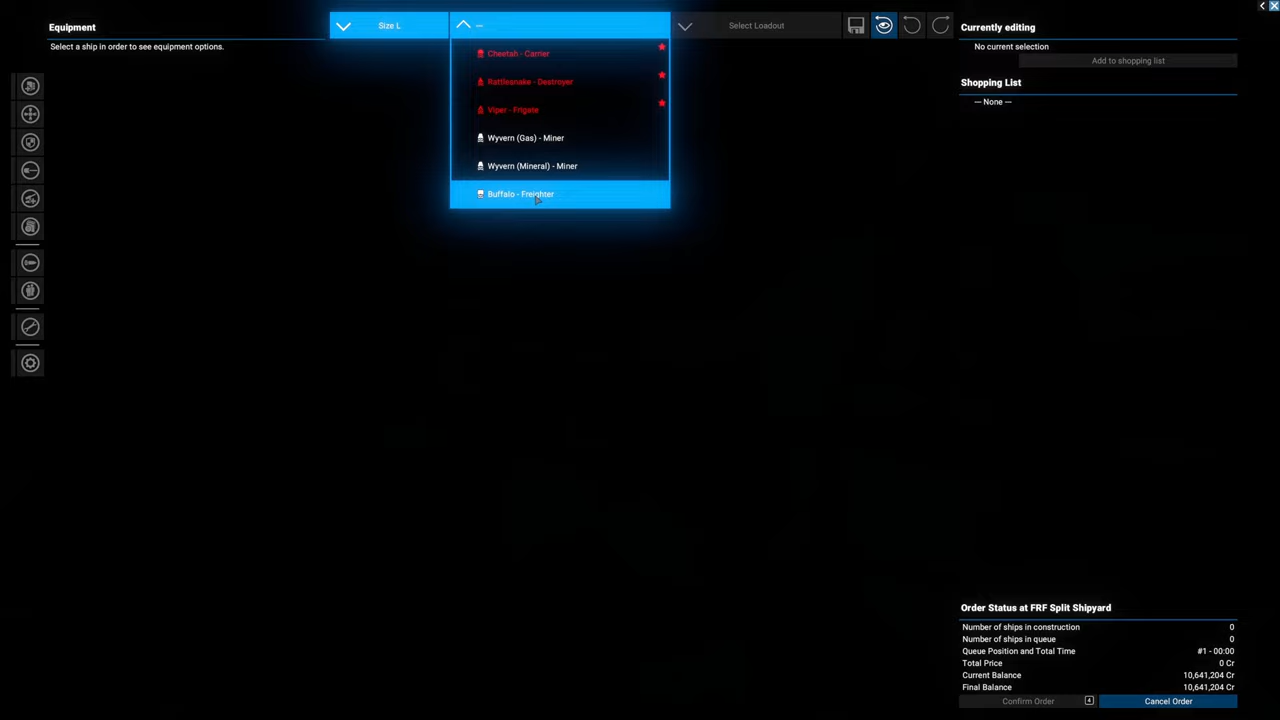 Equipment
Select a ship in order to see equipment options.
Size L
--
Select Loadout
Cheetah - Carrier
Rattlesnake - Destroyer
Viper - Frigate
Wyvern (Gas) - Miner
Wyvern (Mineral) - Miner
Buffalo - Freighter
Currently editing
No current selection
Add to shopping list
Shopping List
--- None ---
Order Status at FRF Split Shipyard
Number of ships in construction 0
Number of ships in queue 0
Queue Position and Total Time #1 - 00:00
Total Price 0 Cr
Current Balance 10,641,204 Cr
Final Balance 10,641,204 Cr
Confirm Order
Cancel Order